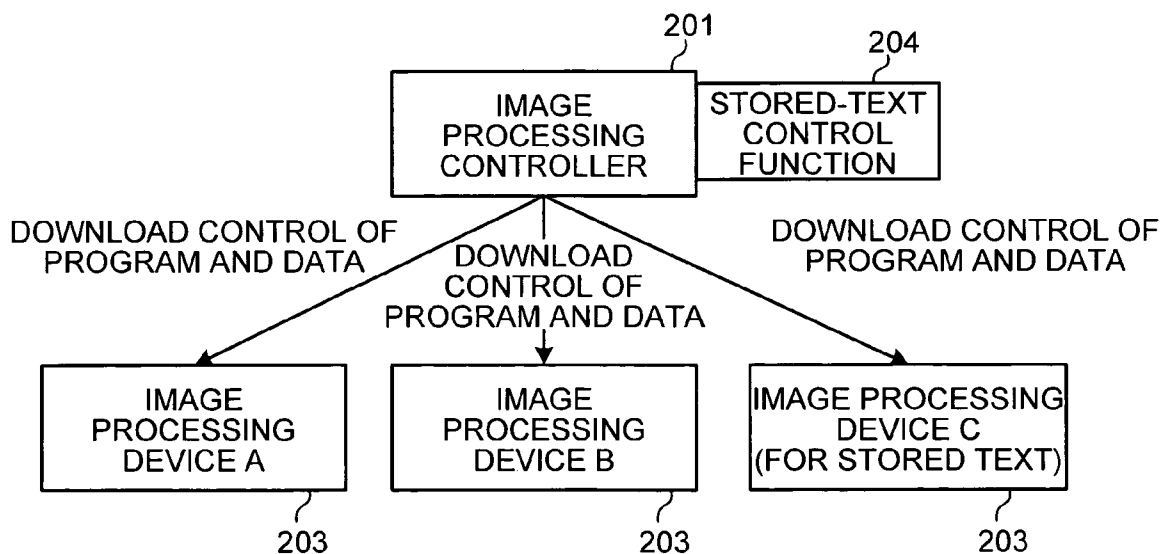 201
204
IMAGE
PROCESSING
CONTROLLER
STORED-TEXT
CONTROL
FUNCTION
DOWNLOAD CONTROL OF
PROGRAM AND DATA
DOWNLOAD
CONTROL OF
PROGRAM AND DATA
DOWNLOAD CONTROL OF
PROGRAM AND DATA
IMAGE
PROCESSING
DEVICE A
IMAGE
PROCESSING
DEVICE B
IMAGE PROCESSING
DEVICE C
(FOR STORED TEXT)
203
203
203